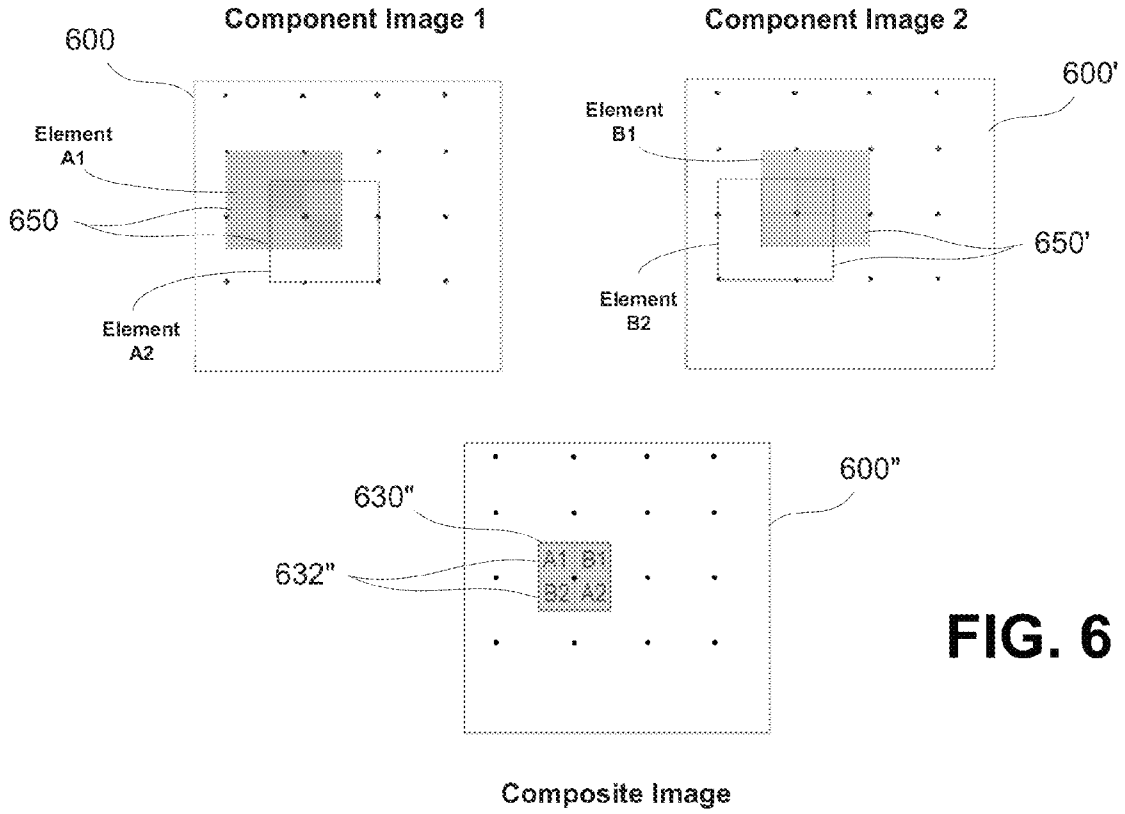 Component Image 1
Component Image 2
600
600'
Element
A1
Element
B1
650
650'
Element
A2
Element
B2
600"
630"
A1 B1
632"
B2 A2
FIG. 6
Composite Image